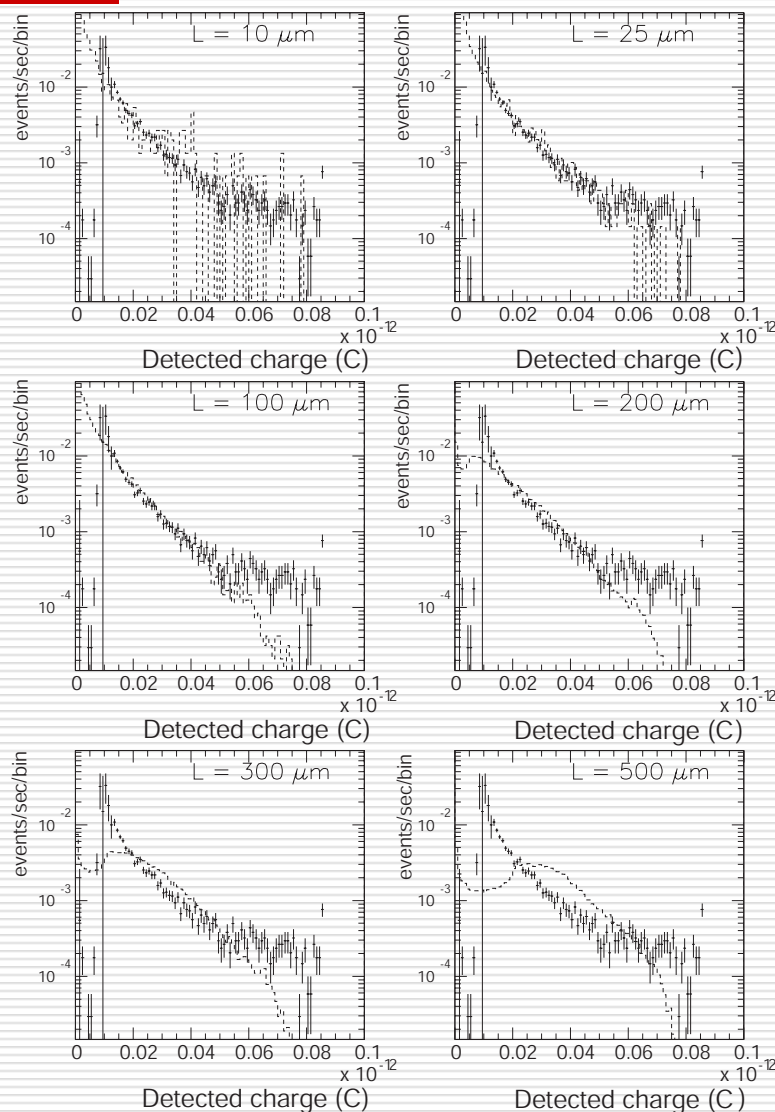 L = 10 μm
L = 25 μm
events/sec/bin
events/sec/bin
10 -2
10 -2
10 -3
10 -3
10 -4
10 -4
0 0.02 0.04 0.06 0.08 0.1
0 0.02 0.04 0.06 0.08 0.1
x 10 -12
x 10 -12
Detected charge (C)
Detected charge (C)
L = 100 μm
L = 200 μm
events/sec/bin
events/sec/bin
10 -2
10 -2
10 -3
10 -3
10 -4
10 -4
0 0.02 0.04 0.06 0.08 0.1
0 0.02 0.04 0.06 0.08 0.1
x 10 -12
x 10 -12
Detected charge (C)
Detected charge (C)
L = 300 μm
L = 500 μm
events/sec/bin
events/sec/bin
10 -2
10 -2
10 -3
10 -3
10 -4
10 -4
0 0.02 0.04 0.06 0.08 0.1
0 0.02 0.04 0.06 0.08 0.1
x 10 -12
x 10 -12
Detected charge (C)
Detected charge (C)